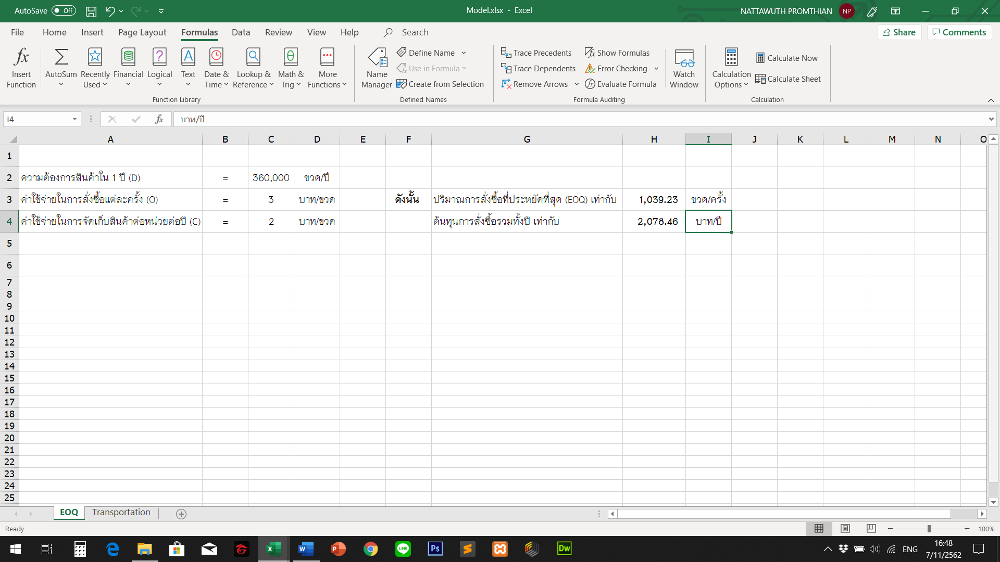 AutoSave Off Model.xlsx - Excel NATTAWUTH PROMTHIAN NP
File Home Insert Page Layout Formulas Data Review View Help Search Share Comments
Insert Function
AutoSum
Recently Used
Financial
Logical
Text
Date & Time
Lookup & Reference
Math & Trig
More Functions
Function Library
Name Manager
Define Name
Use in Formula
Create from Selection
Defined Names
Trace Precedents
Trace Dependents
Remove Arrows
Show Formulas
Error Checking
Evaluate Formula
Formula Auditing
Watch Window
Calculation Options
Calculate Now
Calculate Sheet
Calculation
I4 fx บาท/ปี
A B C D E F G H I J K L M N O
1
2 ความต้องการสินค้าใน 1 ปี (D) = 360,000 ขวด/ปี
3 ค่าใช้จ่ายในการสั่งซื้อแต่ละครั้ง (O) = 3 บาท/ขวด ดังนั้น ปริมาณการสั่งซื้อที่ประหยัดที่สุด (EOQ) เท่ากับ 1,039.23 ขวด/ครั้ง
4 ค่าใช้จ่ายในการจัดเก็บสินค้าต่อหน่วยต่อปี (C) = 2 บาท/ขวด ต้นทุนการสั่งซื้อรวมทั้งปี เท่ากับ 2,078.46 บาท/ปี
5
6
7
8
9
10
11
12
13
14
15
16
17
18
19
20
21
22
23
24
25
EOQ Transportation
Ready 100%
ENG 16:48
7/11/2562